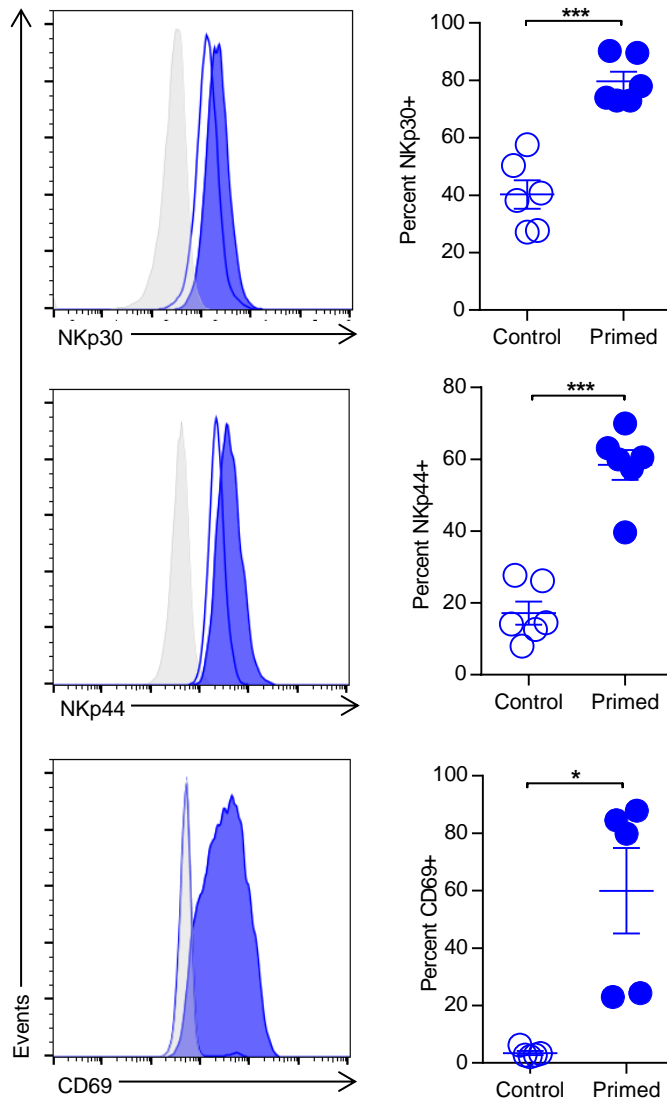 Events
NKp30
***
Percent NKp30+
100
80
60
40
20
0
Control Primed
NKp44
***
Percent NKp44+
80
60
40
20
0
Control Primed
CD69
*
Percent CD69+
100
80
60
40
20
0
Control Primed